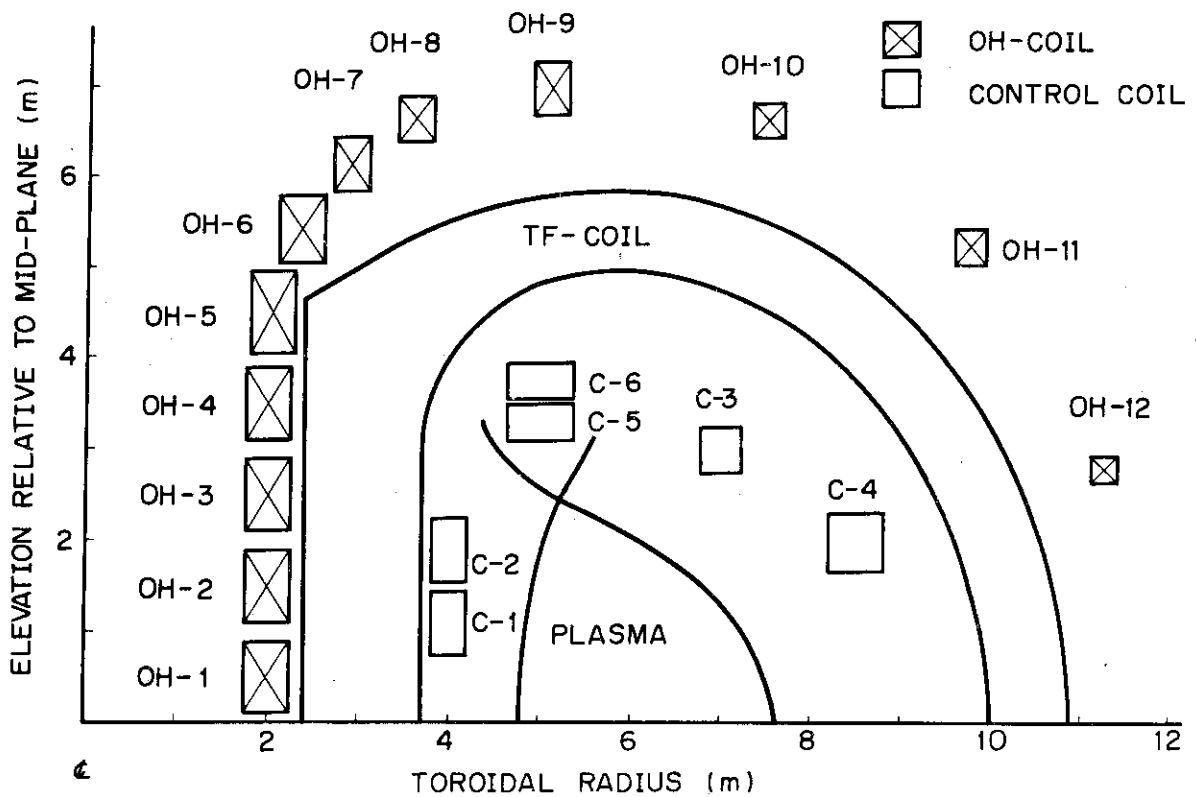 OH-9
OH-8
OH-7
OH-10
OH-COIL
CONTROL COIL
ELEVATION RELATIVE TO MID-PLANE (m)
6
4
2
OH-6
TF-COIL
OH-11
OH-5
OH-4
C-6
C-5
C-3
OH-12
OH-3
C-4
OH-2
C-2
C-1
PLASMA
OH-1
2
4
6
8
10
12
℄
TOROIDAL RADIUS (m)